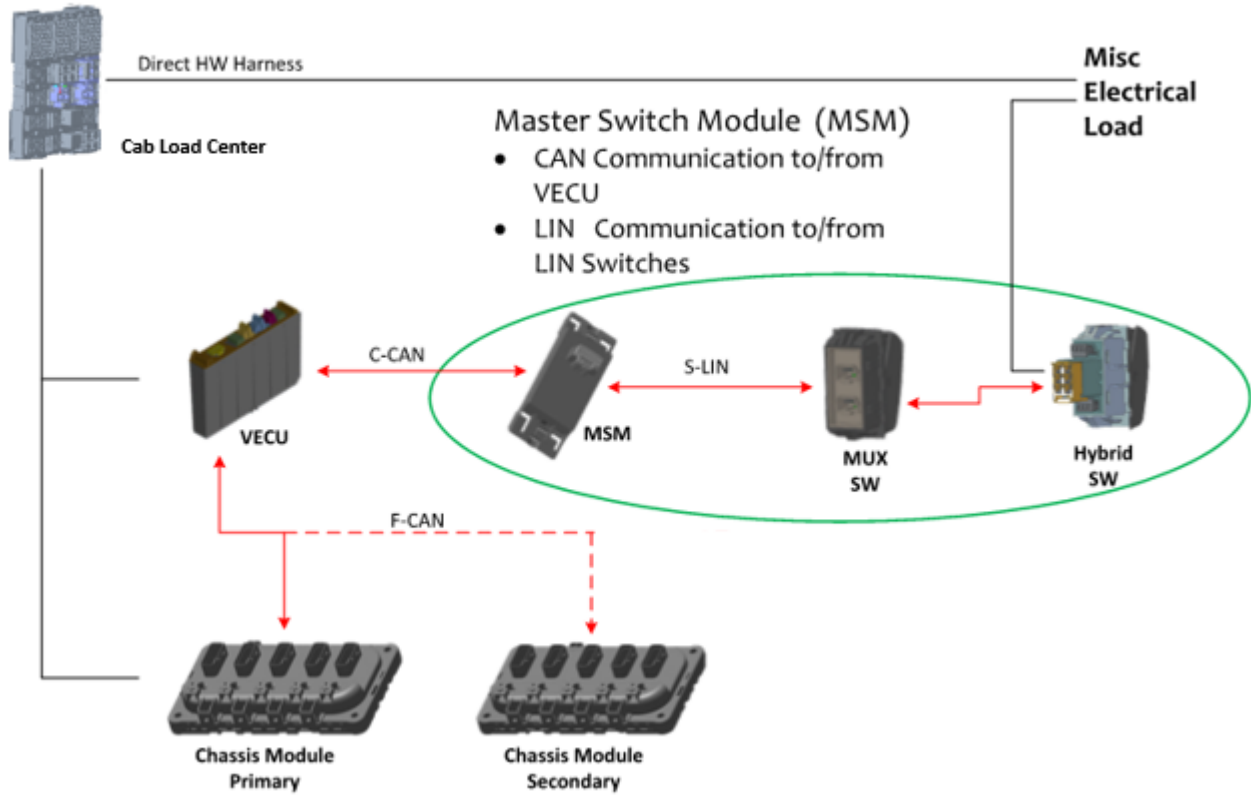 Direct HW Harness
Misc
Electrical
Load
Cab Load Center
Master Switch Module (MSM)
• CAN Communication to/from
VECU
• LIN Communication to/from
LIN Switches
C-CAN
S-LIN
VECU
MSM
MUX
SW
Hybrid
SW
F-CAN
Chassis Module
Primary
Chassis Module
Secondary